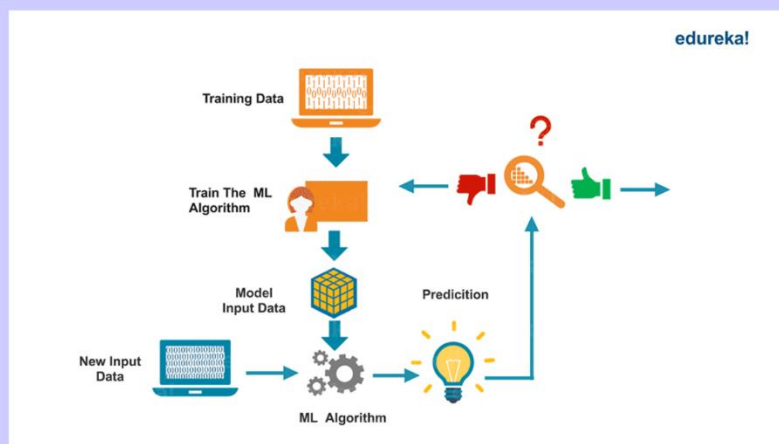 edureka!
Training Data
?
Train The ML
Algorithm
Model
Input Data
Predicition
New Input
Data
ML Algorithm